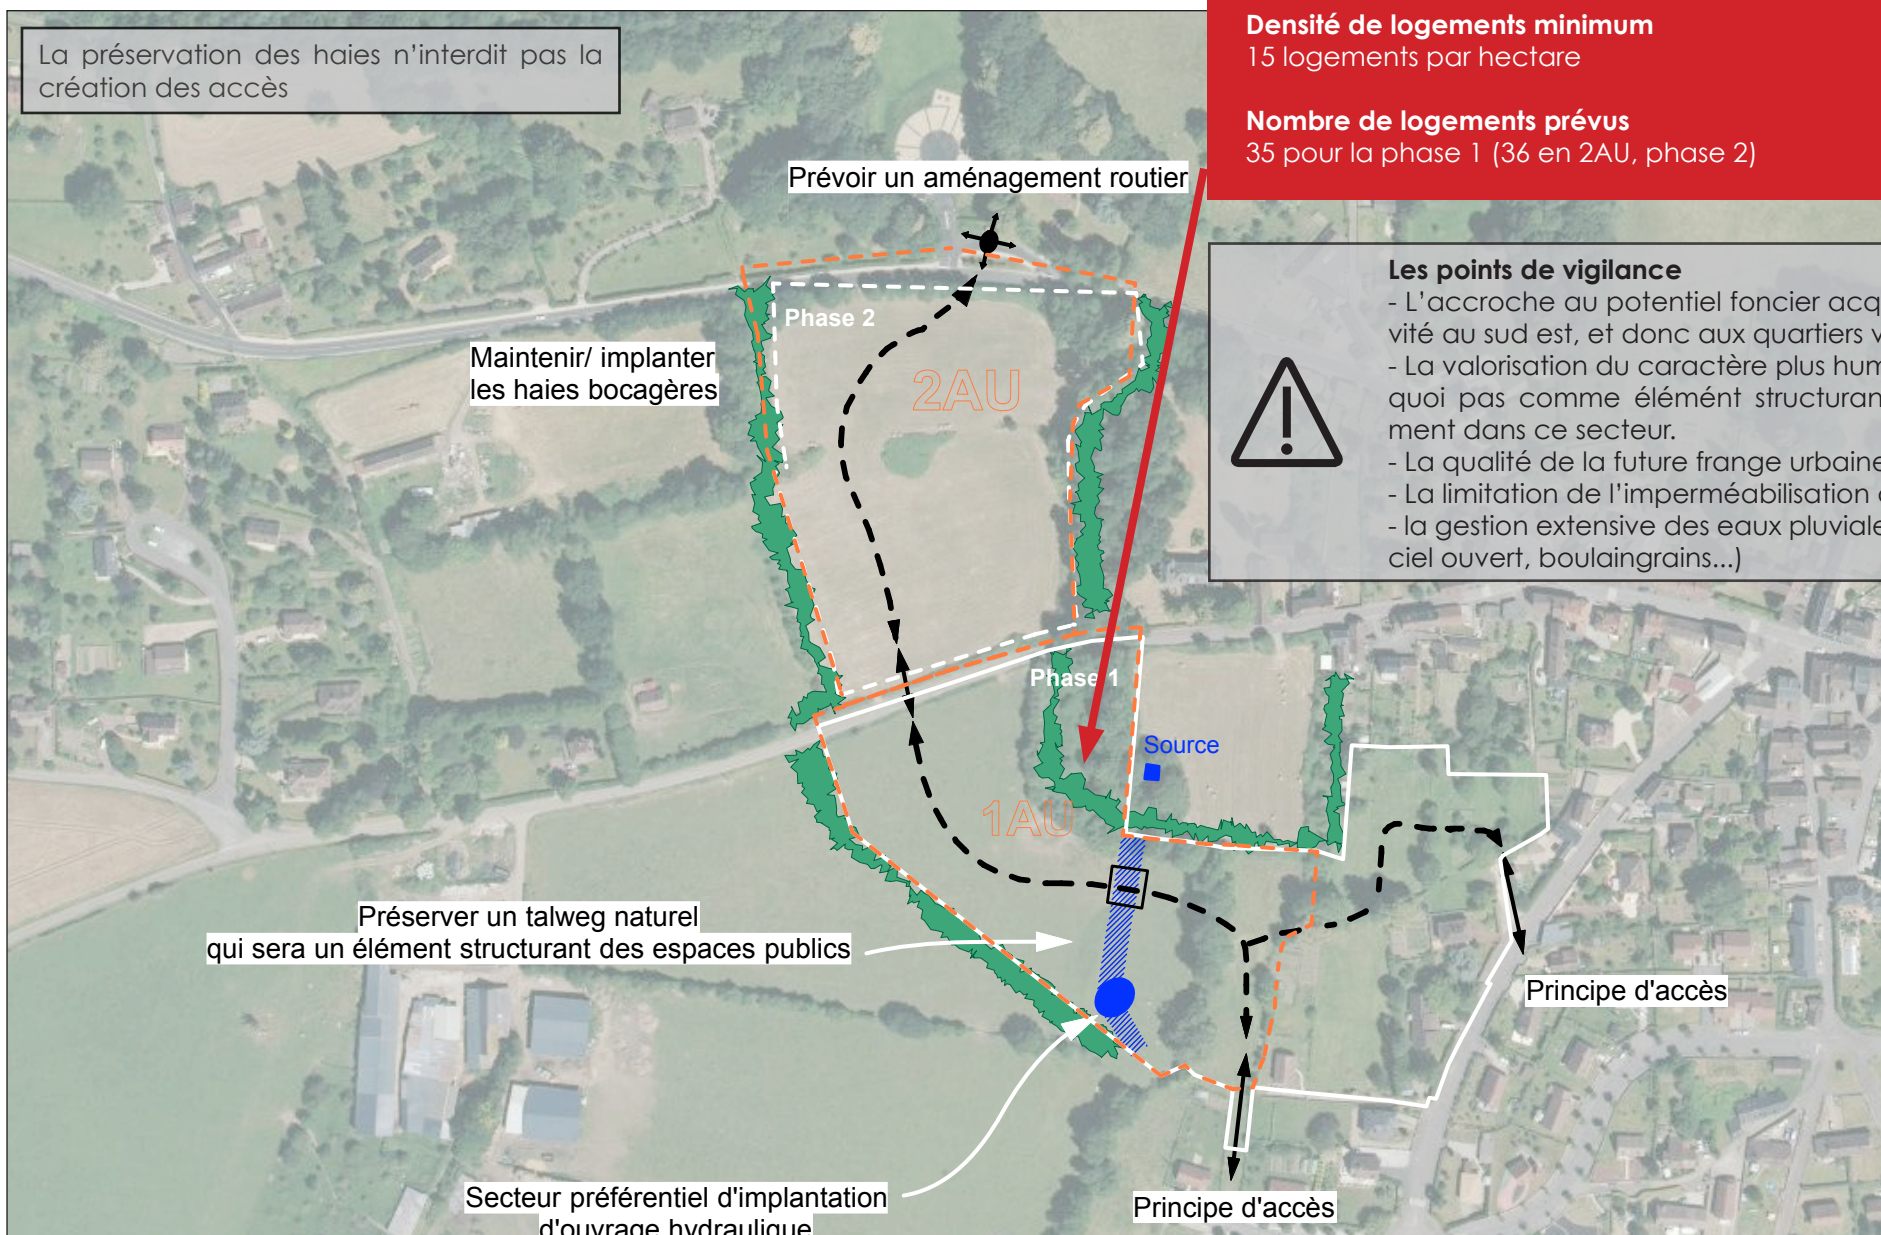 La préservation des haies n'interdit pas la
création des accès
Densité de logements minimum
15 logements par hectare
Nombre de logements prévus
35 pour la phase 1 (36 en 2AU, phase 2)
Prévoir un aménagement routier
Les points de vigilance
- L'accroche au potentiel foncier acq
vité au sud est, et donc aux quartiers v
- La valorisation du caractère plus hum
quoi pas comme élémént structuran
ment dans ce secteur.
- La qualité de la future frange urbaine
- La limitation de l'imperméabilisation
- la gestion extensive des eaux pluviale
ciel ouvert, boulaingrains...)
Phase 2
Maintenir/ implanter
les haies bocagères
2AU
Phase 1
Source
1AU
Préserver un talweg naturel
qui sera un élément structurant des espaces publics
Principe d'accès
Secteur préférentiel d'implantation
d'ouvrage hydraulique
Principe d'accès